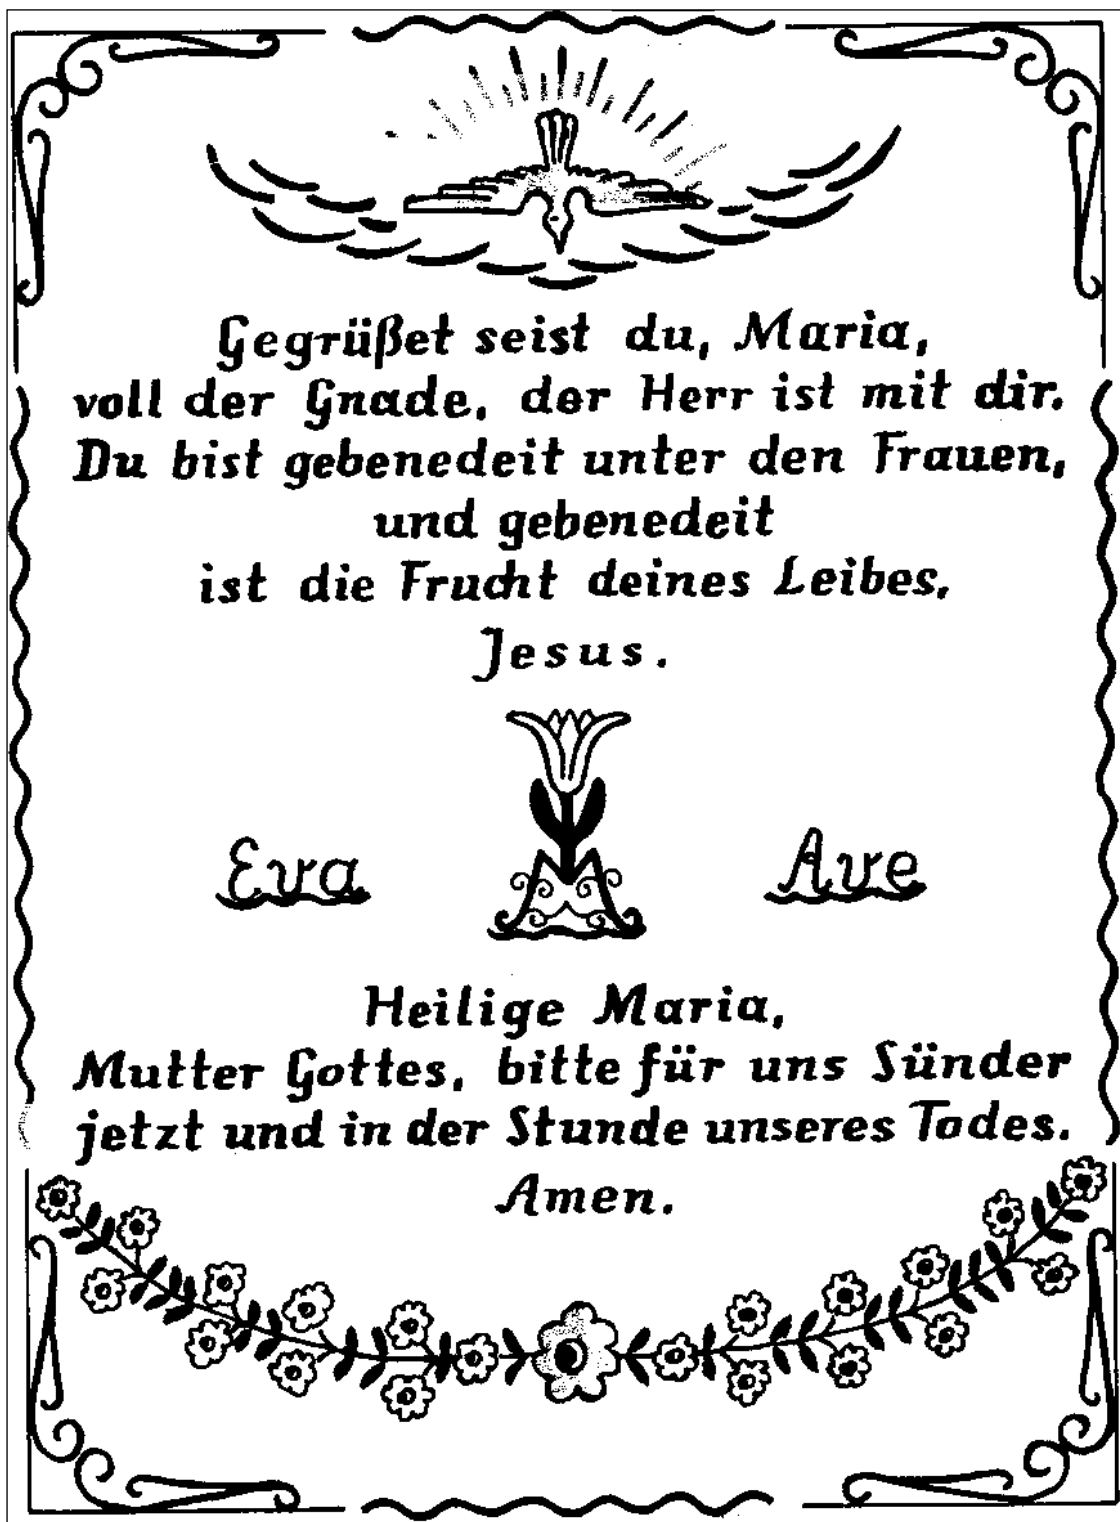 Gegrüßet seist du, Maria,
voll der Gnade, der Herr ist mit dir.
Du bist gebenedeit unter den Frauen,
und gebenedeit
ist die Frucht deines Leibes,
Jesus.
Eva Ave
Heilige Maria,
Mutter Gottes, bitte für uns Sünder
jetzt und in der Stunde unseres Todes.
Amen.